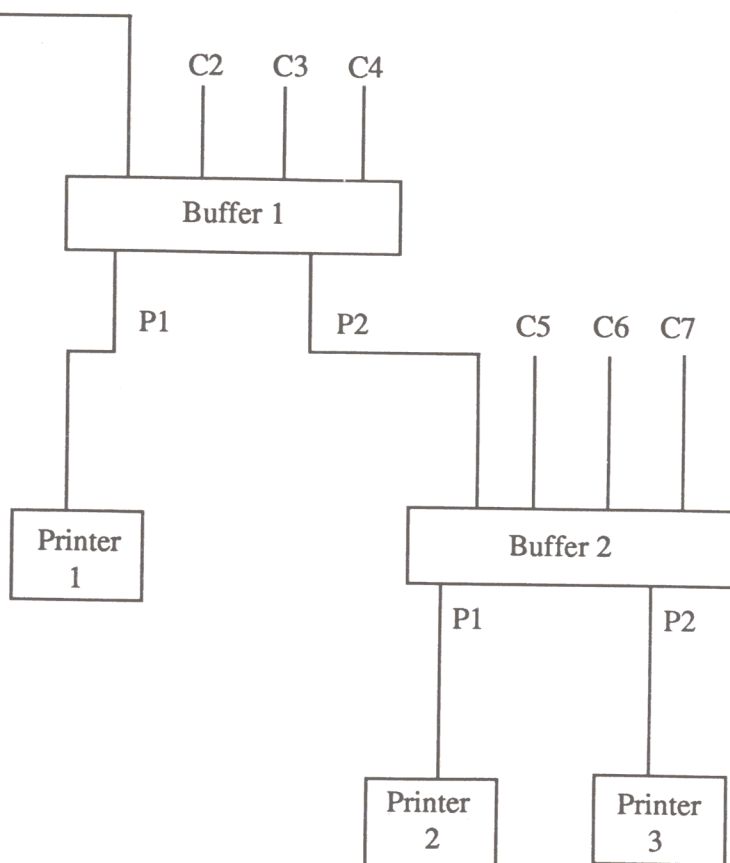 C2 C3 C4
Buffer 1
P1 P2
C5 C6 C7
Printer
1
Buffer 2
P1 P2
Printer
2
Printer
3